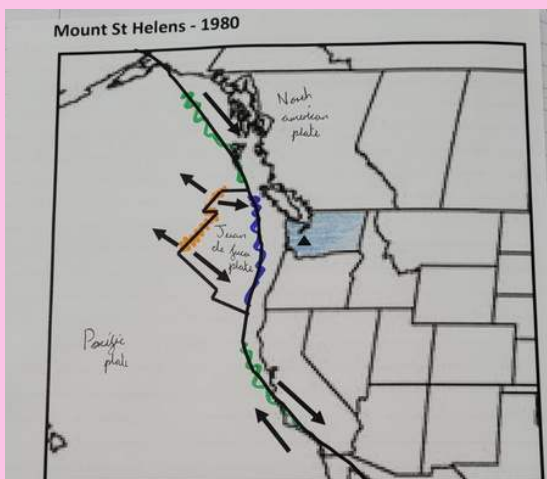 Mount St Helens - 1980
North
american
plate
Juan
de fuca
plate
Pacific
plate